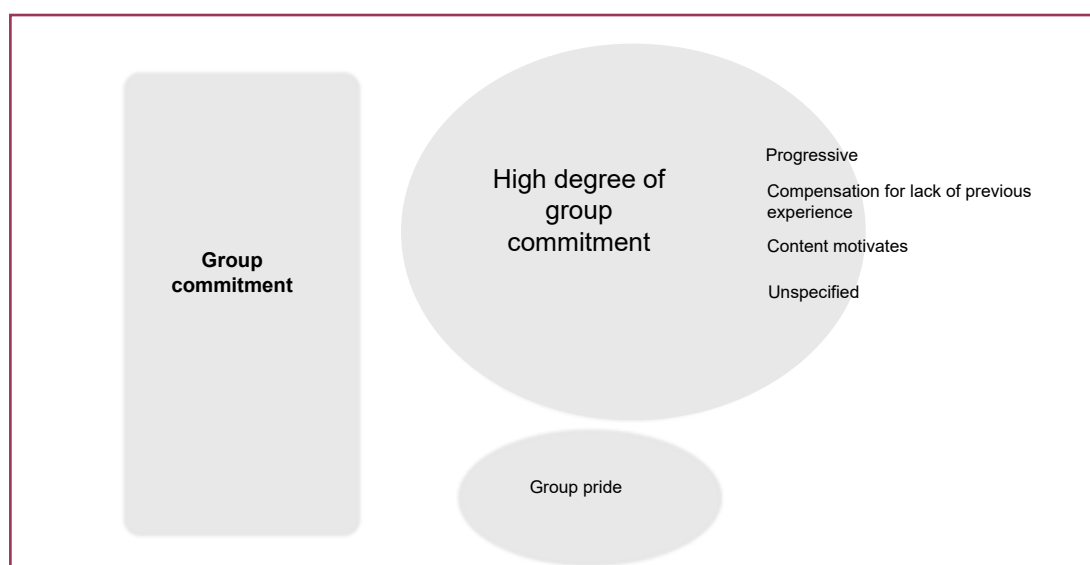 Group
commitment
High degree of
group
commitment
Progressive
Compensation for lack of previous
experience
Content motivates
Unspecified
Group pride